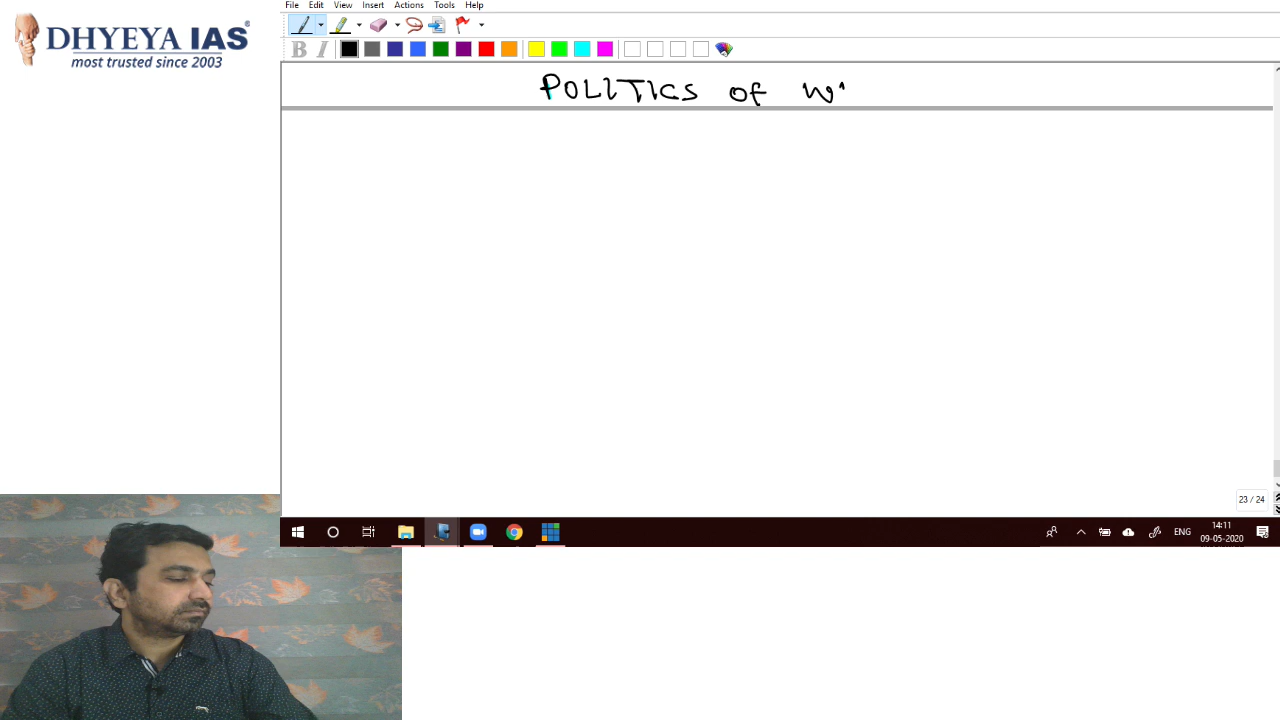 DHYEYA IAS®
most trusted since 2003
File Edit View Insert Actions Tools Help
B I
POLITICS of
23 / 24
ENG
14:11
09-05-2020